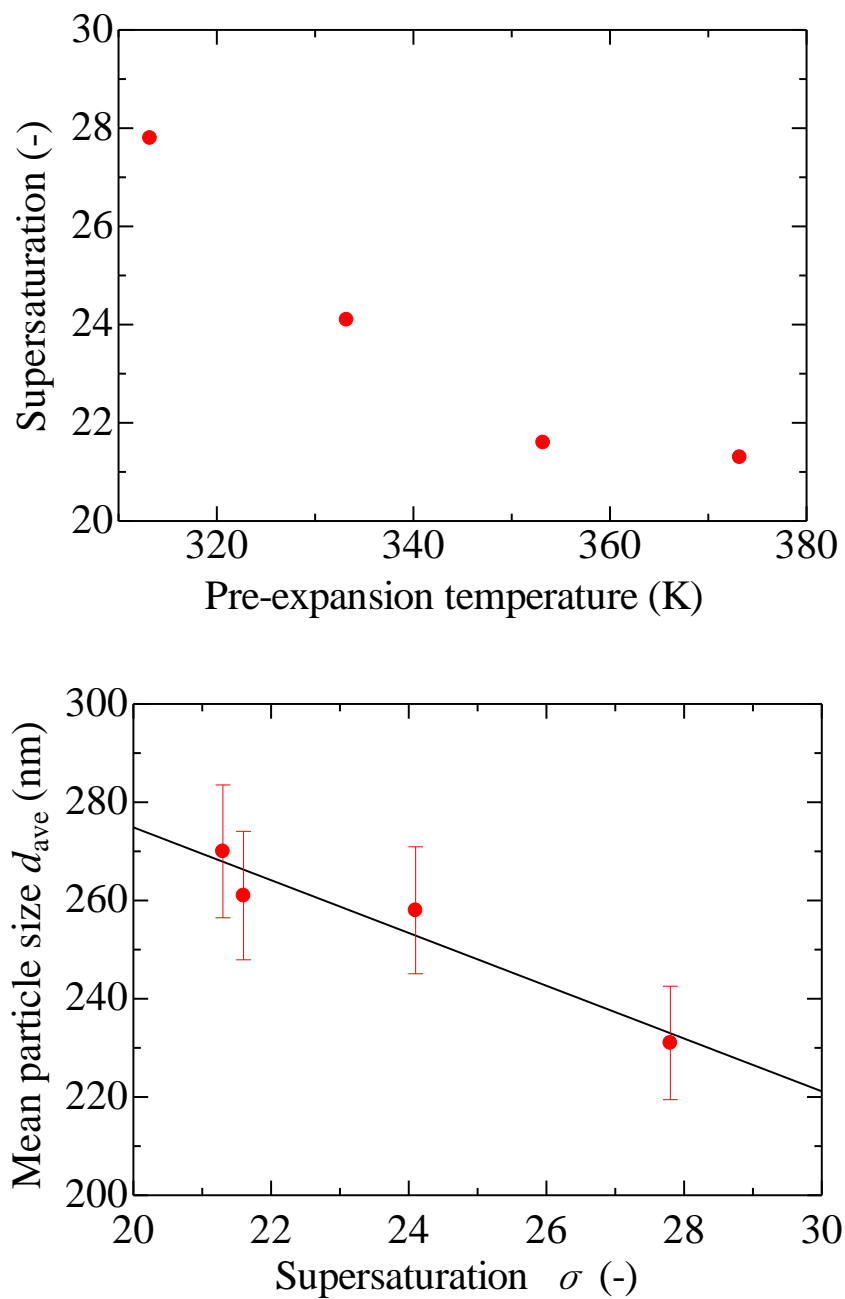 30
28
26
24
22
20
Supersaturation (-)
320 340 360 380
Pre-expansion temperature (K)
300
280
260
240
220
200
Mean particle size dave (nm)
20 22 24 26 28 30
Supersaturation σ (-)